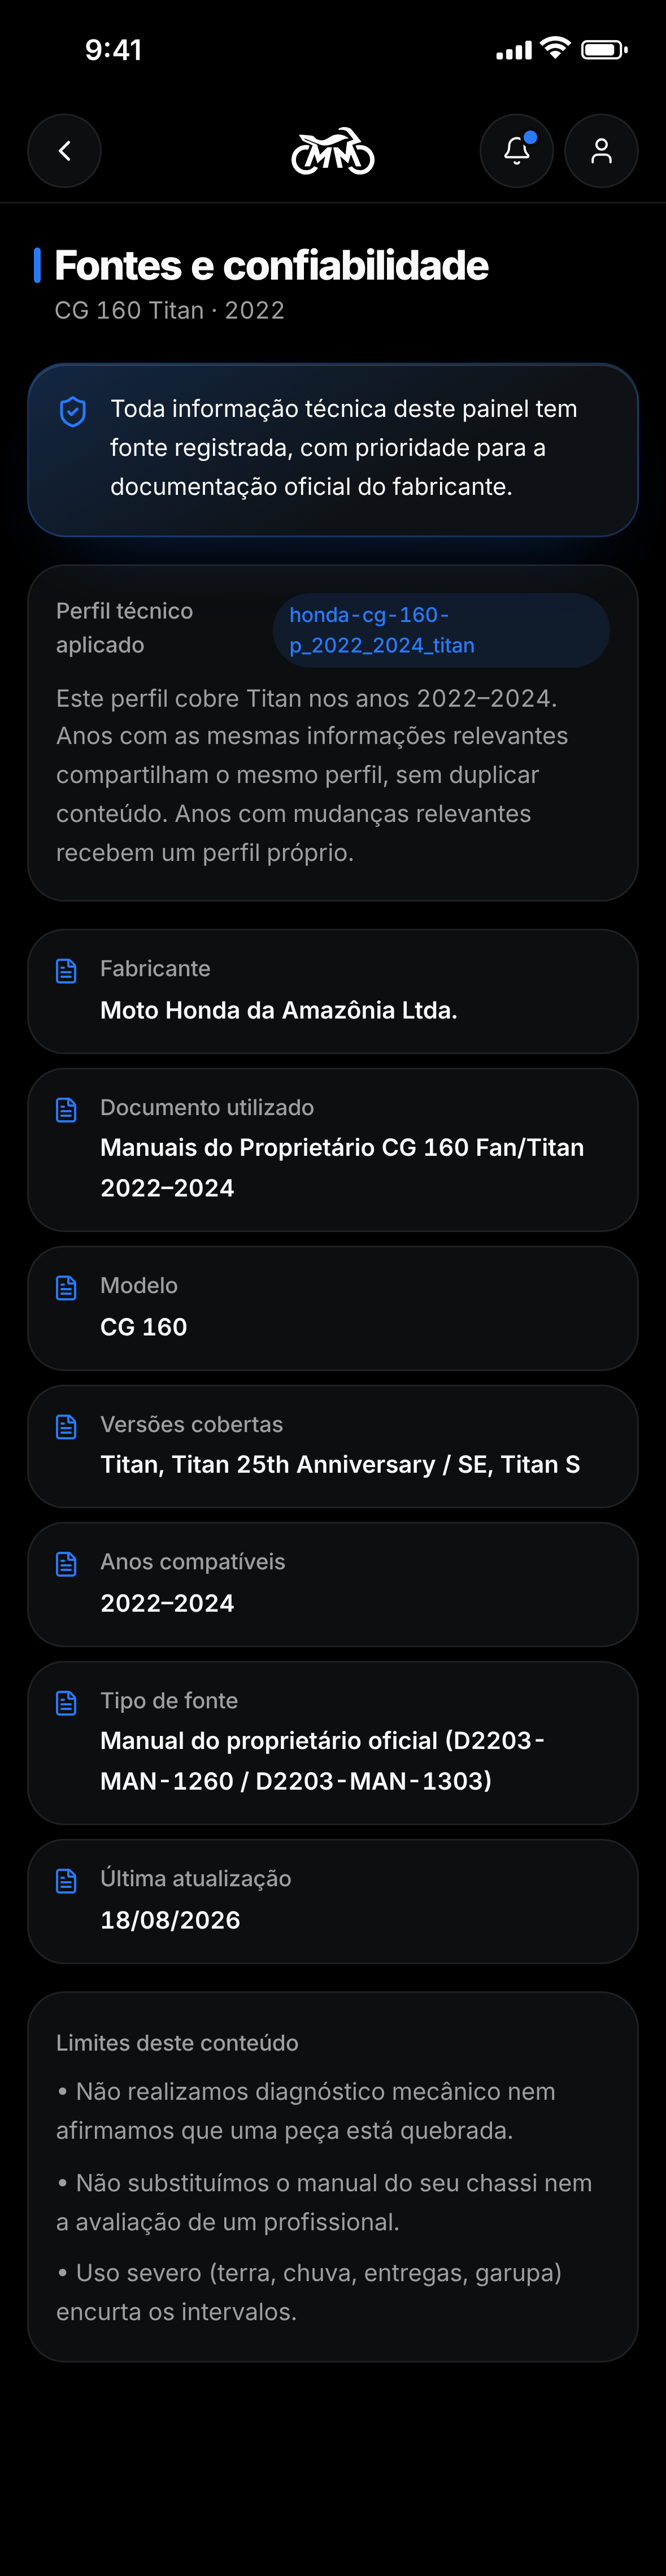 9:41
MM
Fontes e confiabilidade
CG 160 Titan · 2022
Toda informação técnica deste painel tem
fonte registrada, com prioridade para a
documentação oficial do fabricante.
Perfil técnico
aplicado
honda-cg-160-
p_2022_2024_titan
Este perfil cobre Titan nos anos 2022–2024.
Anos com as mesmas informações relevantes
compartilham o mesmo perfil, sem duplicar
conteúdo. Anos com mudanças relevantes
recebem um perfil próprio.
Fabricante
Moto Honda da Amazônia Ltda.
Documento utilizado
Manuais do Proprietário CG 160 Fan/Titan
2022–2024
Modelo
CG 160
Versões cobertas
Titan, Titan 25th Anniversary / SE, Titan S
Anos compatíveis
2022–2024
Tipo de fonte
Manual do proprietário oficial (D2203-
MAN-1260 / D2203-MAN-1303)
Última atualização
18/08/2026
Limites deste conteúdo
• Não realizamos diagnóstico mecânico nem
afirmamos que uma peça está quebrada.
• Não substituímos o manual do seu chassi nem
a avaliação de um profissional.
• Uso severo (terra, chuva, entregas, garupa)
encurta os intervalos.